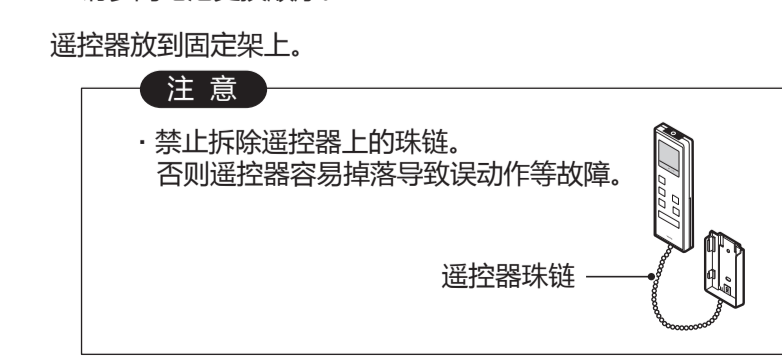 遥控器放到固定架上。
注 意
·禁止拆除遥控器上的珠链。
否则遥控器容易掉落导致误动作等故障。
遥控器珠链